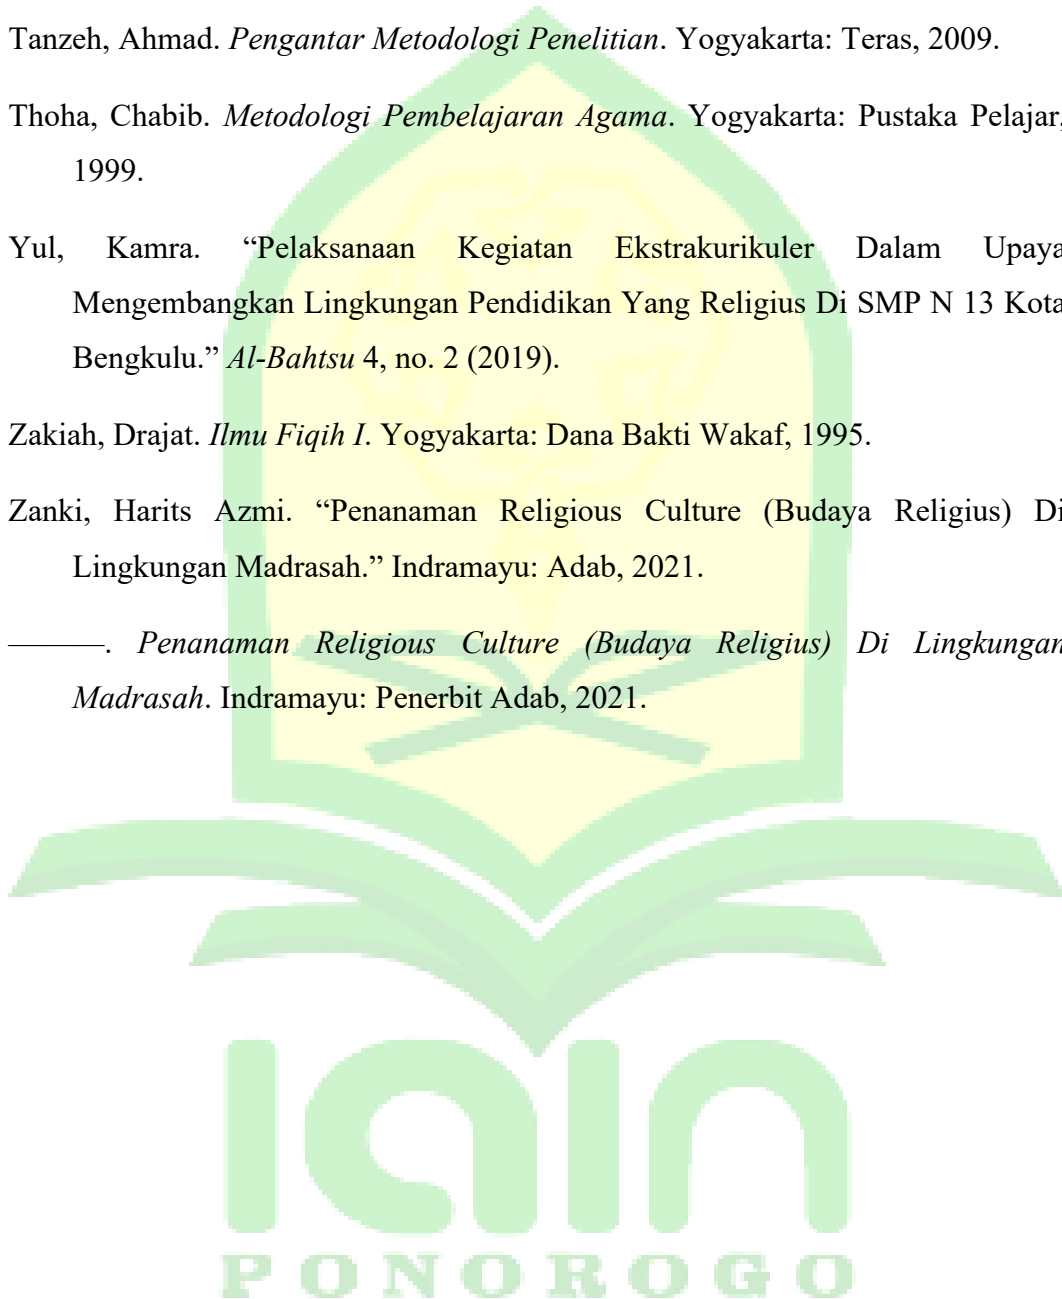 Tanzeh, Ahmad. Pengantar Metodologi Penelitian. Yogyakarta: Teras, 2009.
Thoha, Chabib. Metodologi Pembelajaran Agama. Yogyakarta: Pustaka Pelajar,
1999.
Yul, Kamra. “Pelaksanaan Kegiatan Ekstrakurikuler Dalam Upaya
Mengembangkan Lingkungan Pendidikan Yang Religius Di SMP N 13 Kota
Bengkulu.” Al-Bahtsu 4, no. 2 (2019).
Zakiah, Drajat. Ilmu Fiqih I. Yogyakarta: Dana Bakti Wakaf, 1995.
Zanki, Harits Azmi. “Penanaman Religious Culture (Budaya Religius) Di
Lingkungan Madrasah.” Indramayu: Adab, 2021.
———. Penanaman Religious Culture (Budaya Religius) Di Lingkungan
Madrasah. Indramayu: Penerbit Adab, 2021.
iain
PONOROGO